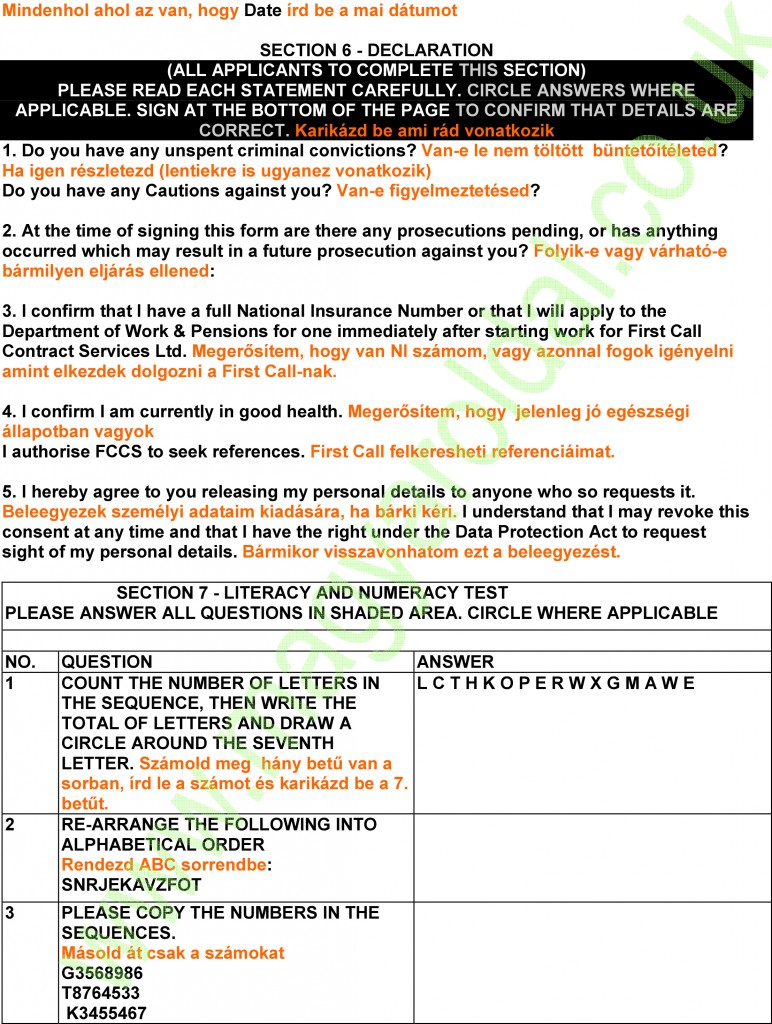 Mindenhol ahol az van, hogy Date írd be a mai dátumot
SECTION 6 - DECLARATION
(ALL APPLICANTS TO COMPLETE THIS SECTION)
PLEASE READ EACH STATEMENT CAREFULLY. CIRCLE ANSWERS WHERE
APPLICABLE. SIGN AT THE BOTTOM OF THE PAGE TO CONFIRM THAT DETAILS ARE
CORRECT. Karikázd be ami rád vonatkozik
1. Do you have any unspent criminal convictions? Van-e le nem töltött büntetőítéleted?
Ha igen részletezd (lentiekre is ugyanez vonatkozik)
Do you have any Cautions against you? Van-e figyelmeztetésed?
2. At the time of signing this form are there any prosecutions pending, or has anything
occurred which may result in a future prosecution against you? Folyik-e vagy várható-e
bármilyen eljárás ellened:
3. I confirm that I have a full National Insurance Number or that I will apply to the
Department of Work & Pensions for one immediately after starting work for First Call
Contract Services Ltd. Megerősítem, hogy van NI számom, vagy azonnal fogok igényelni
amint elkezdek dolgozni a First Call-nak.
4. I confirm I am currently in good health. Megerősítem, hogy jelenleg jó egészségi
állapotban vagyok
I authorise FCCS to seek references. First Call felkeresheti referenciáimat.
5. I hereby agree to you releasing my personal details to anyone who so requests it.
Beleegyezek személyi adataim kiadására, ha bárki kéri. I understand that I may revoke this
consent at any time and that I have the right under the Data Protection Act to request
sight of my personal details. Bármikor visszavonhatom ezt a beleegyezést.
SECTION 7 - LITERACY AND NUMERACY TEST
PLEASE ANSWER ALL QUESTIONS IN SHADED AREA. CIRCLE WHERE APPLICABLE
NO. QUESTION ANSWER
1 COUNT THE NUMBER OF LETTERS IN L C T H K O P E R W X G M A W E
THE SEQUENCE, THEN WRITE THE
TOTAL OF LETTERS AND DRAW A
CIRCLE AROUND THE SEVENTH
LETTER. Számold meg hány betű van a
sorban, írd le a számot és karikázd be a 7.
betűt.
2 RE-ARRANGE THE FOLLOWING INTO
ALPHABETICAL ORDER
Rendezd ABC sorrendbe:
SNRJEKAVZFOT
3 PLEASE COPY THE NUMBERS IN THE
SEQUENCES.
Másold át csak a számokat
G3568986
T8764533
K3455467
www.magyaroldal.co.uk